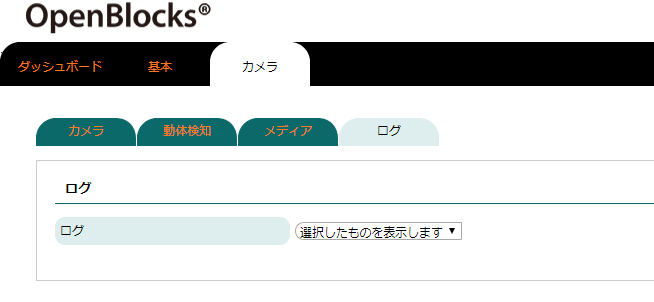 OpenBlocks®
ダッシュボード 基本 カメラ
カメラ 動体検知 メディア ログ
ログ
ログ 選択したものを表示します ▼